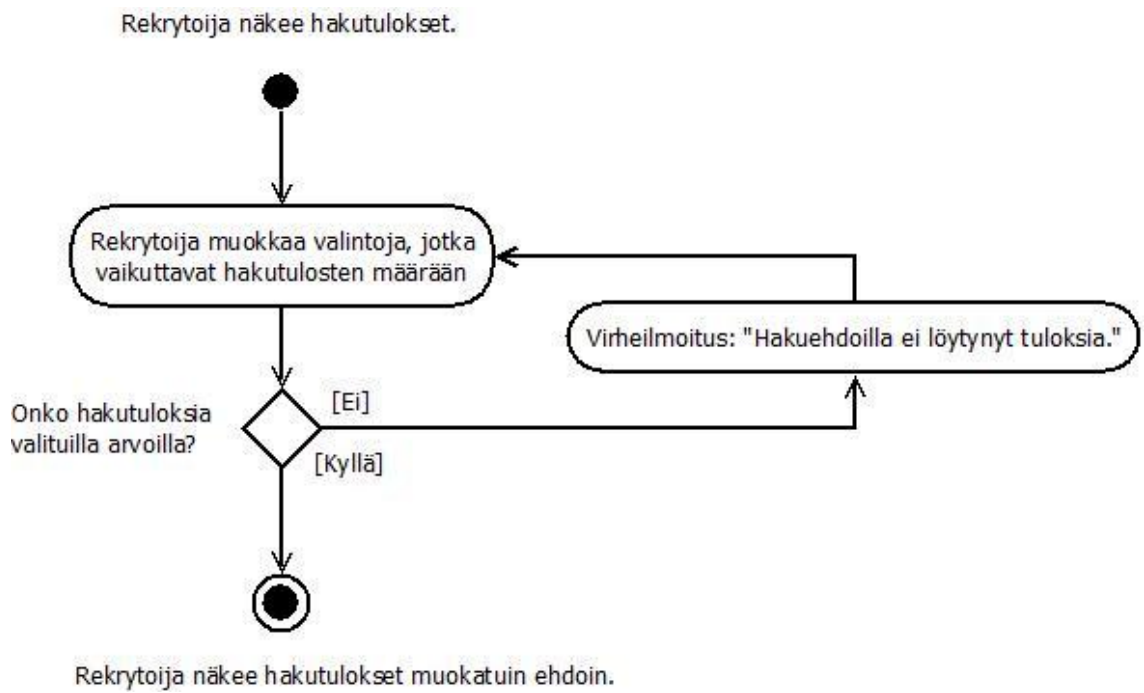 Rekrytoija näkee hakutulokset.
Rekrytoija muokkaa valintoja, jotka
vaikuttavat hakutulosten määrään
Virheilmoitus: "Hakuehdoilla ei löytynyt tuloksia."
Onko hakutuloksia
valituilla arvoilla?
[Ei]
[Kyllä]
Rekrytoija näkee hakutulokset muokatuin ehdoin.